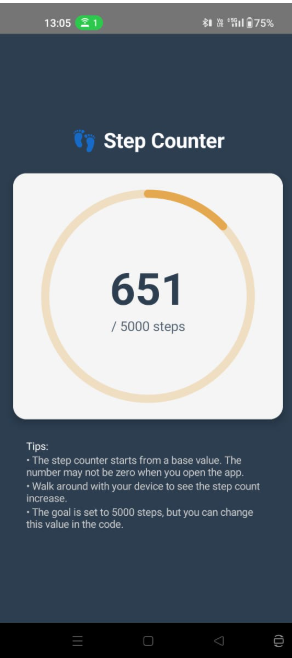 13:05 1 75%
Step Counter
651
/ 5000 steps
Tips:
• The step counter starts from a base value. The
number may not be zero when you open the app.
• Walk around with your device to see the step count
increase.
• The goal is set to 5000 steps, but you can change
this value in the code.